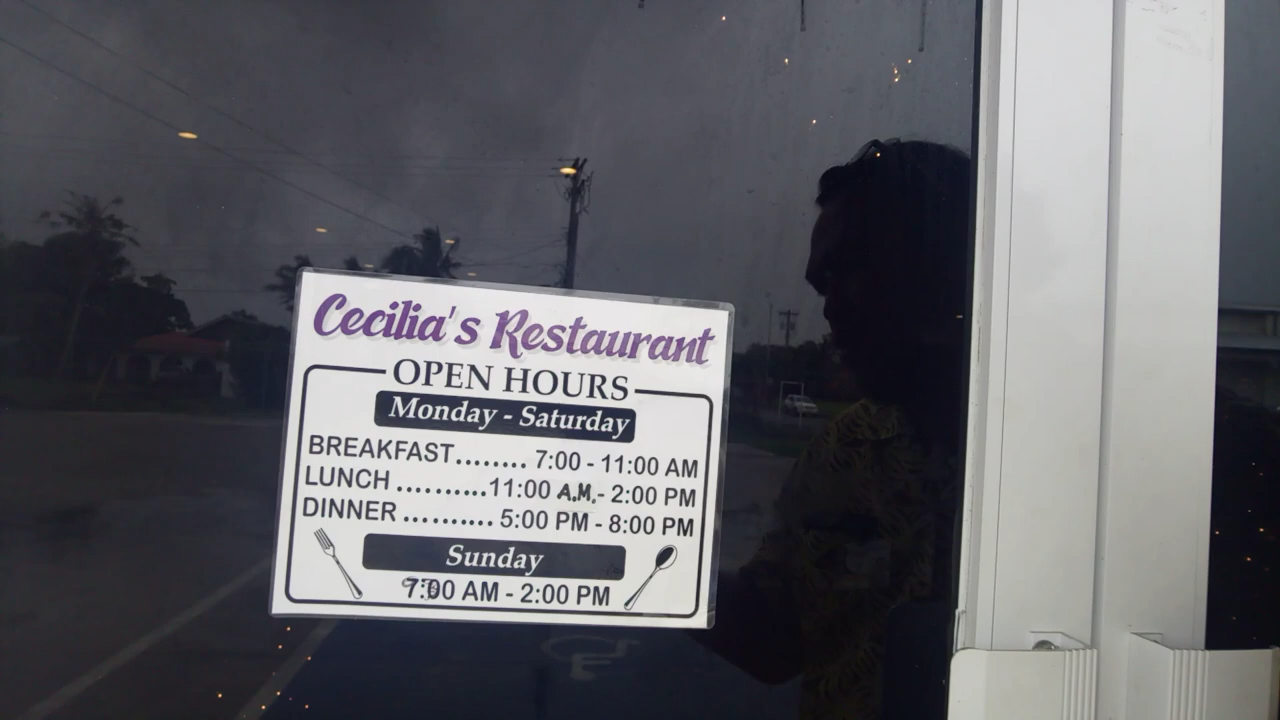 Cecilia's Restaurant
OPEN HOURS
Monday - Saturday
BREAKFAST........ 7:00 - 11:00 AM
LUNCH ..........11:00 A.M.- 2:00 PM
DINNER .......... 5:00 PM - 8:00 PM
Sunday
7:00 AM - 2:00 PM